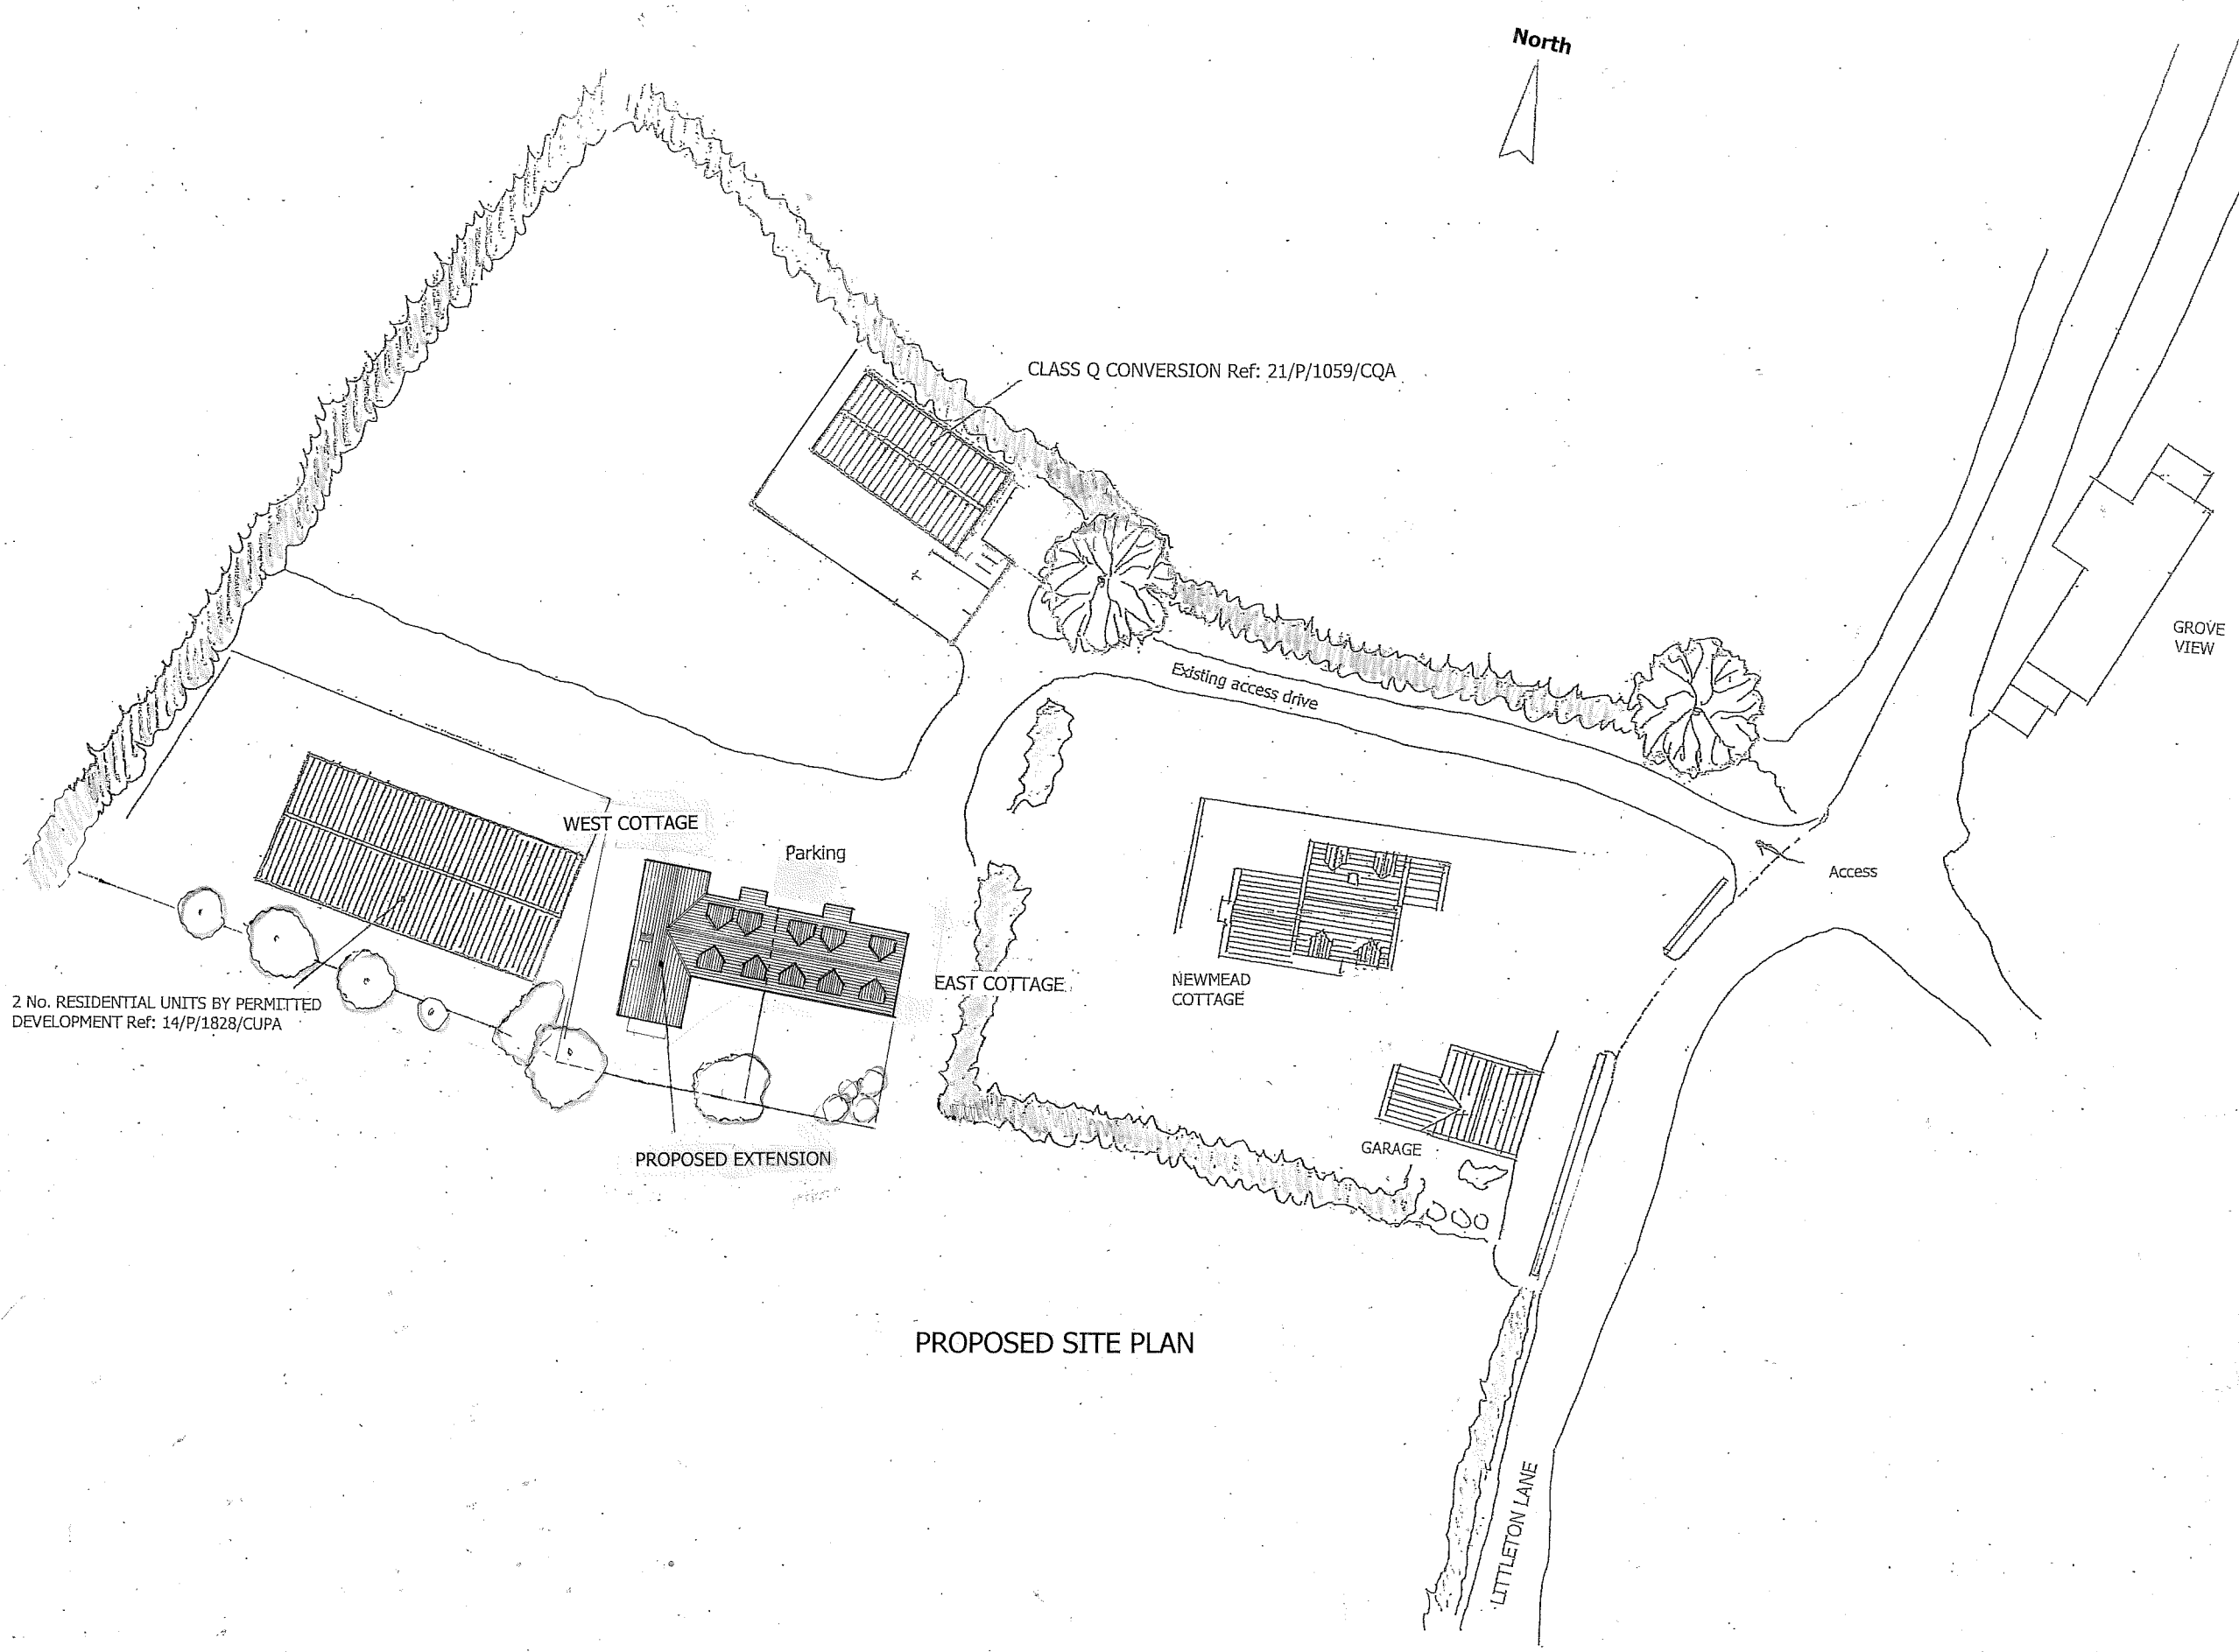 North
CLASS Q CONVERSION Ref: 21/P/1059/CQA
GROVE
VIEW
Existing access drive
WEST COTTAGE
Parking
Access
EAST COTTAGE
NEWMEAD
COTTAGE
2 No. RESIDENTIAL UNITS BY PERMITTED
DEVELOPMENT Ref: 14/P/1828/CUPA
GARAGE
PROPOSED EXTENSION
PROPOSED SITE PLAN
LITTLETON LANE